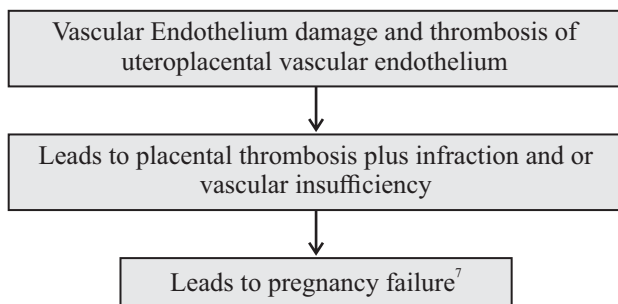 Vascular Endothelium damage and thrombosis of
uteroplacental vascular endothelium
Leads to placental thrombosis plus infraction and or
vascular insufficiency
Leads to pregnancy failure⁷